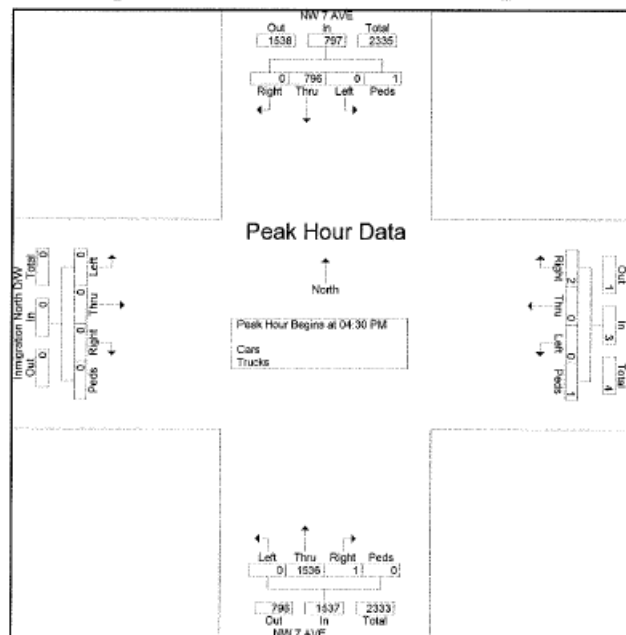 NW 7 AVE
Out In Total
1538 797 2335
0 796 0 1
Right Thru Left Peds
Peak Hour Data
North
Peak Hour Begins at 04:30 PM
Cars
Trucks
Inmigration North D/W
Out In Total
0 0 0
0 0 0 0
Peds Right Thru Left
Right Thru Left Peds
2 0 0 1
Out In Total
1 3 4
Left Thru Right Peds
0 1536 1 0
796 1537 2333
Out In Total
NW 7 AVE